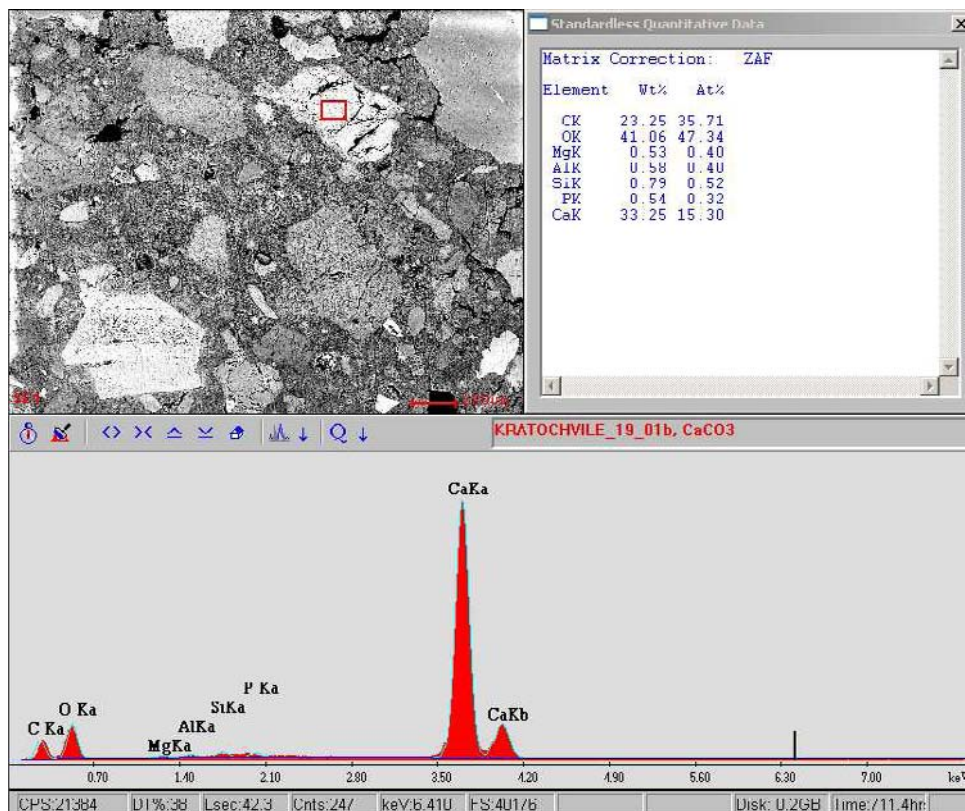 Standardless Quantitative Data
Matrix Correction: ZAF
Element Wt% At%
CK 23.25 35.71
OK 41.06 47.34
MgK 0.53 0.40
AlK 0.58 0.40
SiK 0.79 0.52
PK 0.54 0.32
CaK 33.25 15.30
KRATOCHVILE_19_01b, CaCO3
CaKa
P Ka
SiKa
O Ka
AlKa
CaKb
C Ka
MgKa
0.70 1.40 2.10 2.80 3.50 4.20 4.90 5.60 6.30 7.00 keV
CPS:21384 DT%:38 Lsec:42.3 Cnts:247 keV:6.410 FS:40176 Disk: 0.2GB Time:711.4hr